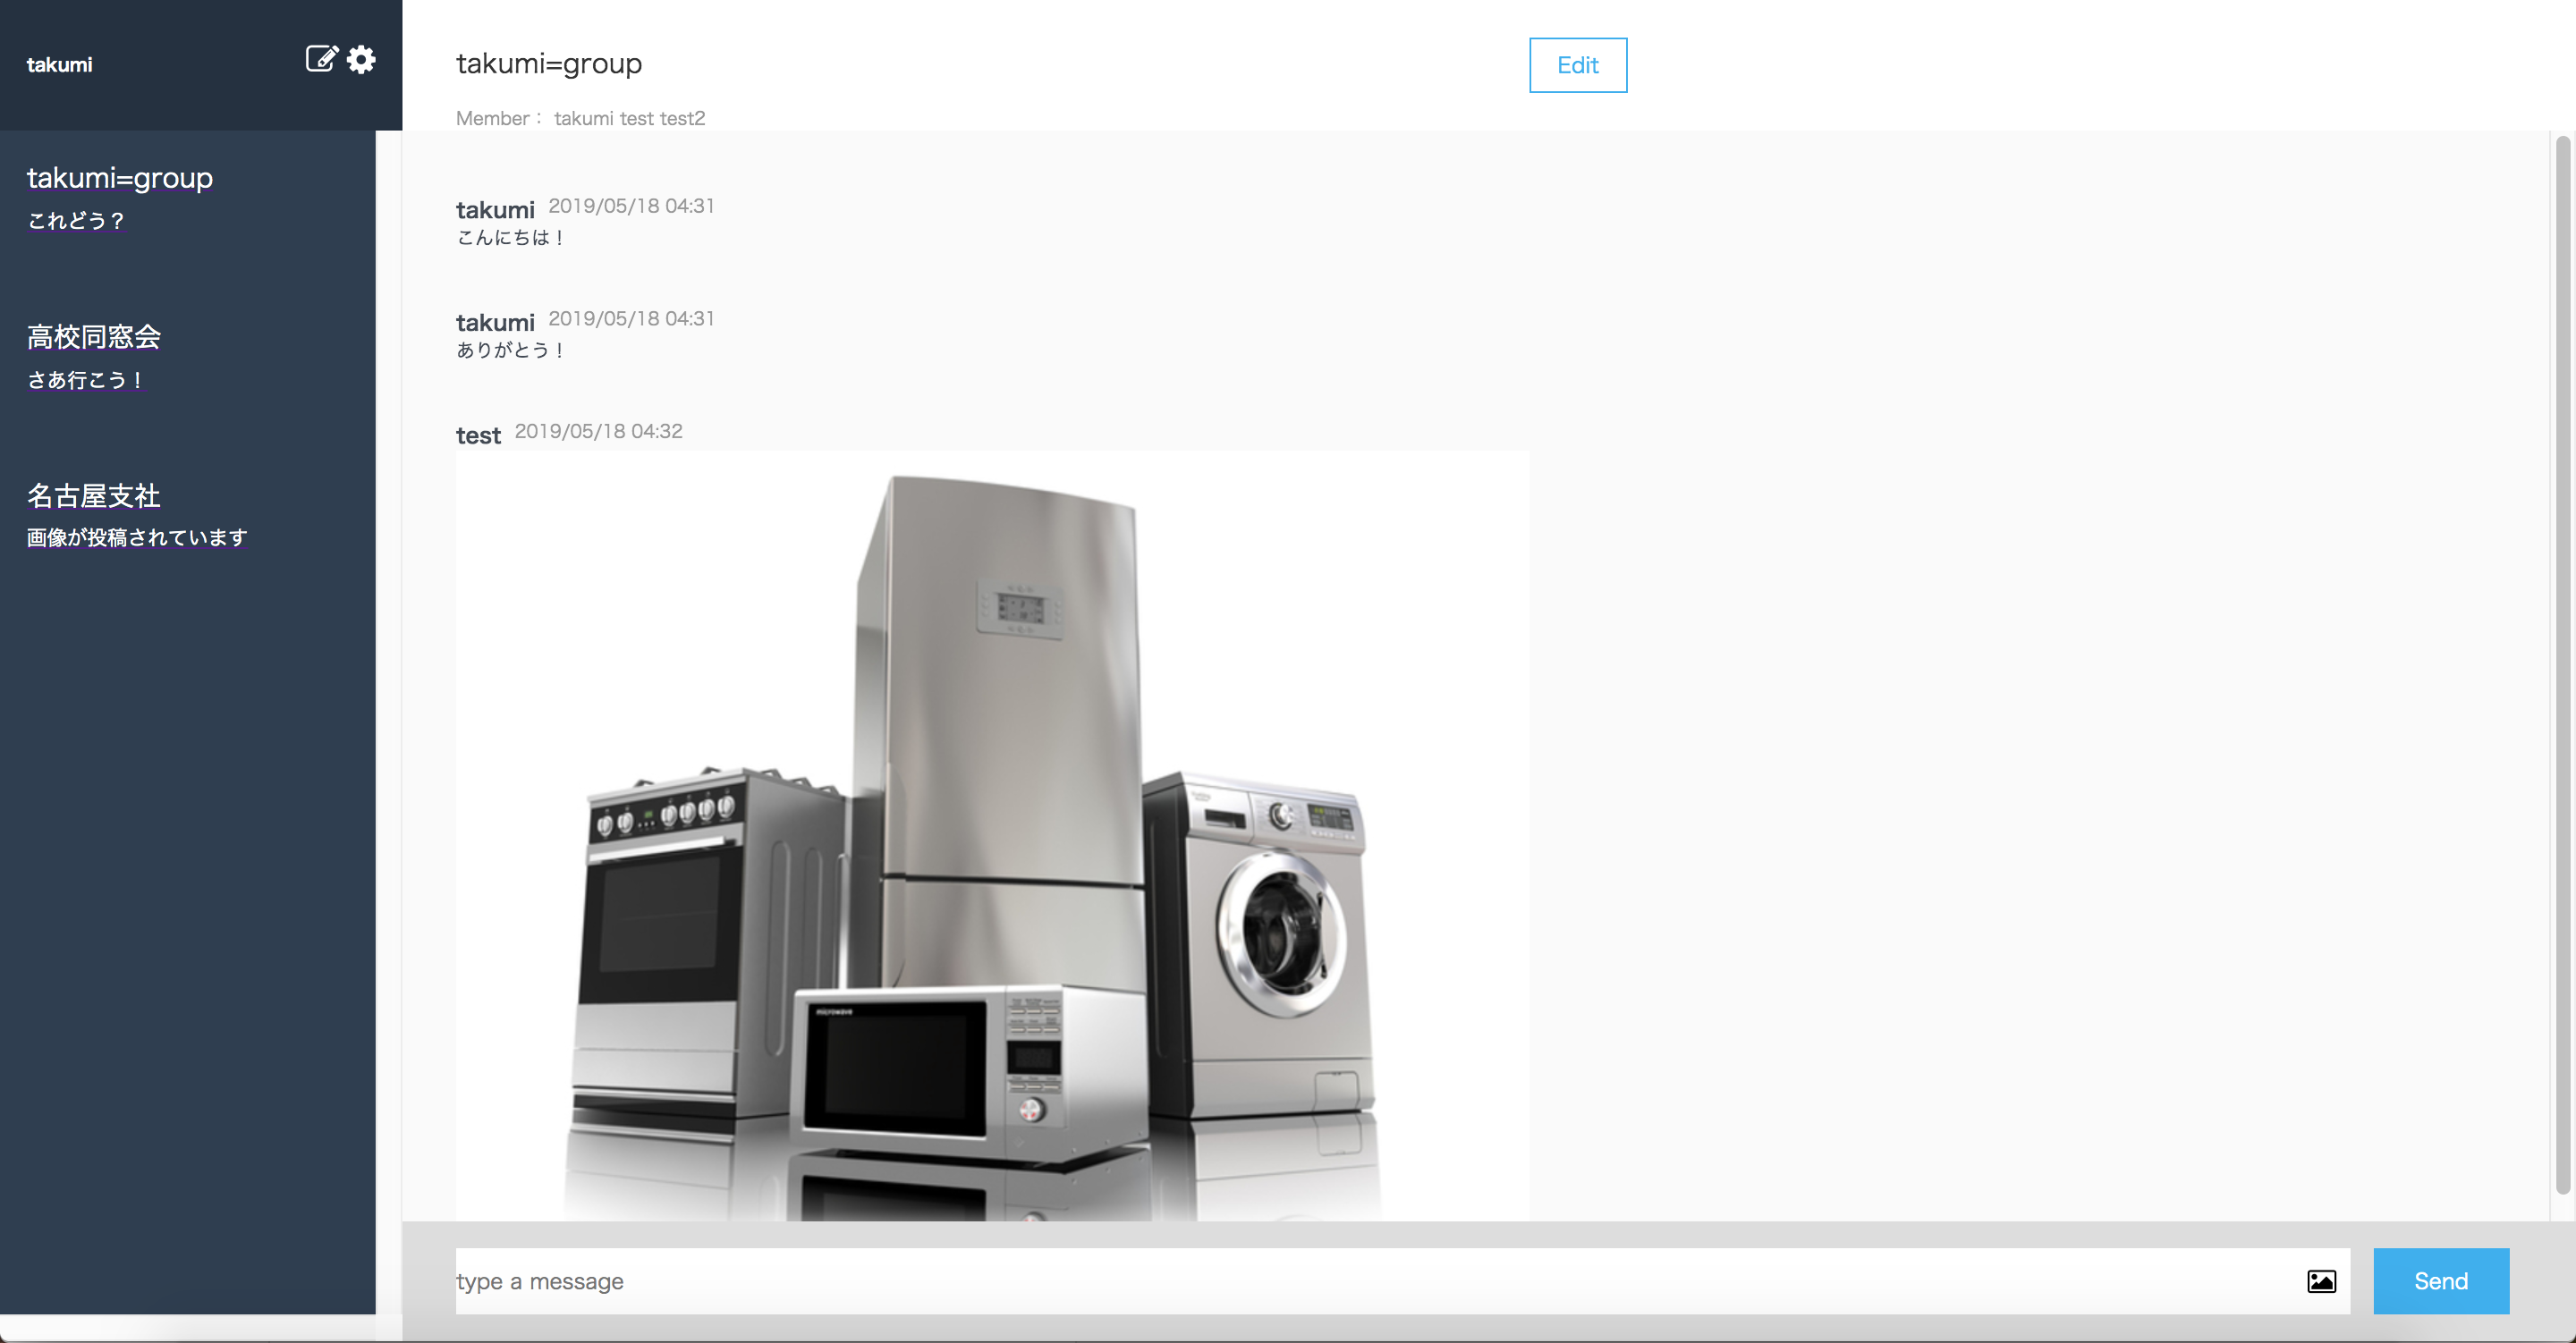 takumi
takumi=group
これどう？
高校同窓会
さあ行こう！
名古屋支社
画像が投稿されています
takumi=group
Edit
Member： takumi test test2
takumi 2019/05/18 04:31
こんにちは！
takumi 2019/05/18 04:31
ありがとう！
test 2019/05/18 04:32
microwave
type a message
Send